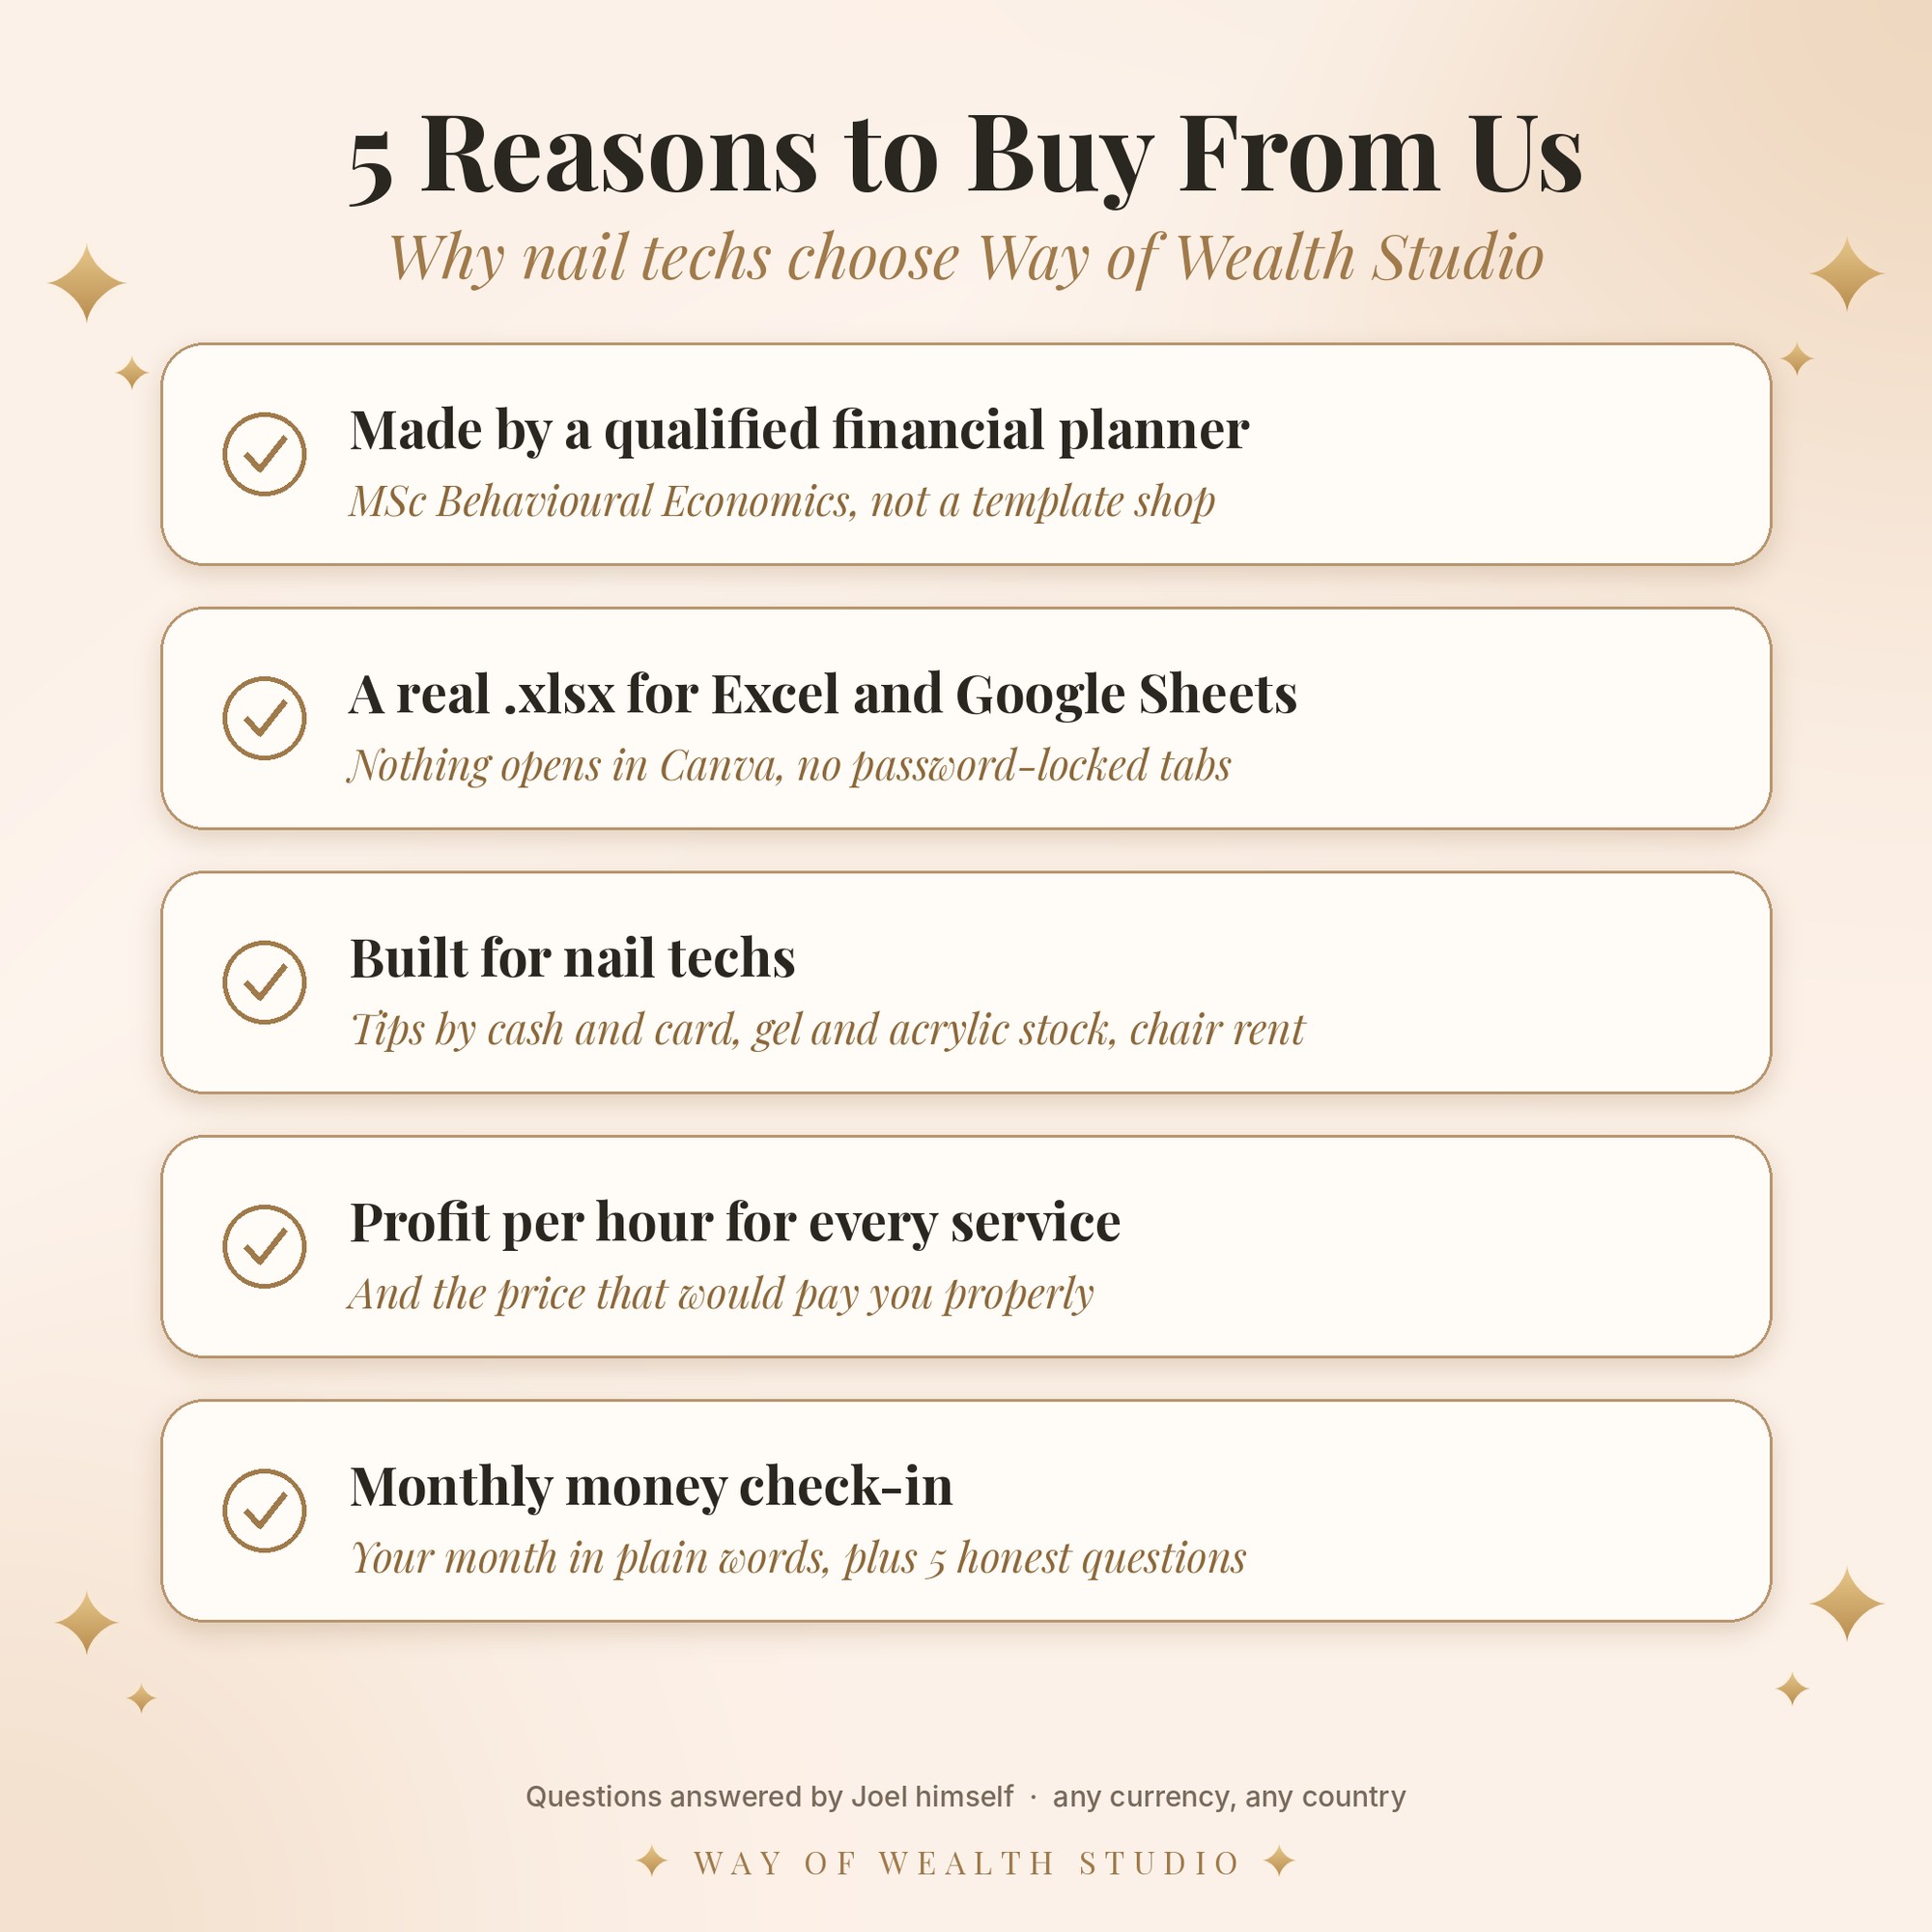 5 Reasons to Buy From Us
Why nail techs choose Way of Wealth Studio
Made by a qualified financial planner
MSc Behavioural Economics, not a template shop
A real .xlsx for Excel and Google Sheets
Nothing opens in Canva, no password-locked tabs
Built for nail techs
Tips by cash and card, gel and acrylic stock, chair rent
Profit per hour for every service
And the price that would pay you properly
Monthly money check-in
Your month in plain words, plus 5 honest questions
Questions answered by Joel himself · any currency, any country
WAY OF WEALTH STUDIO